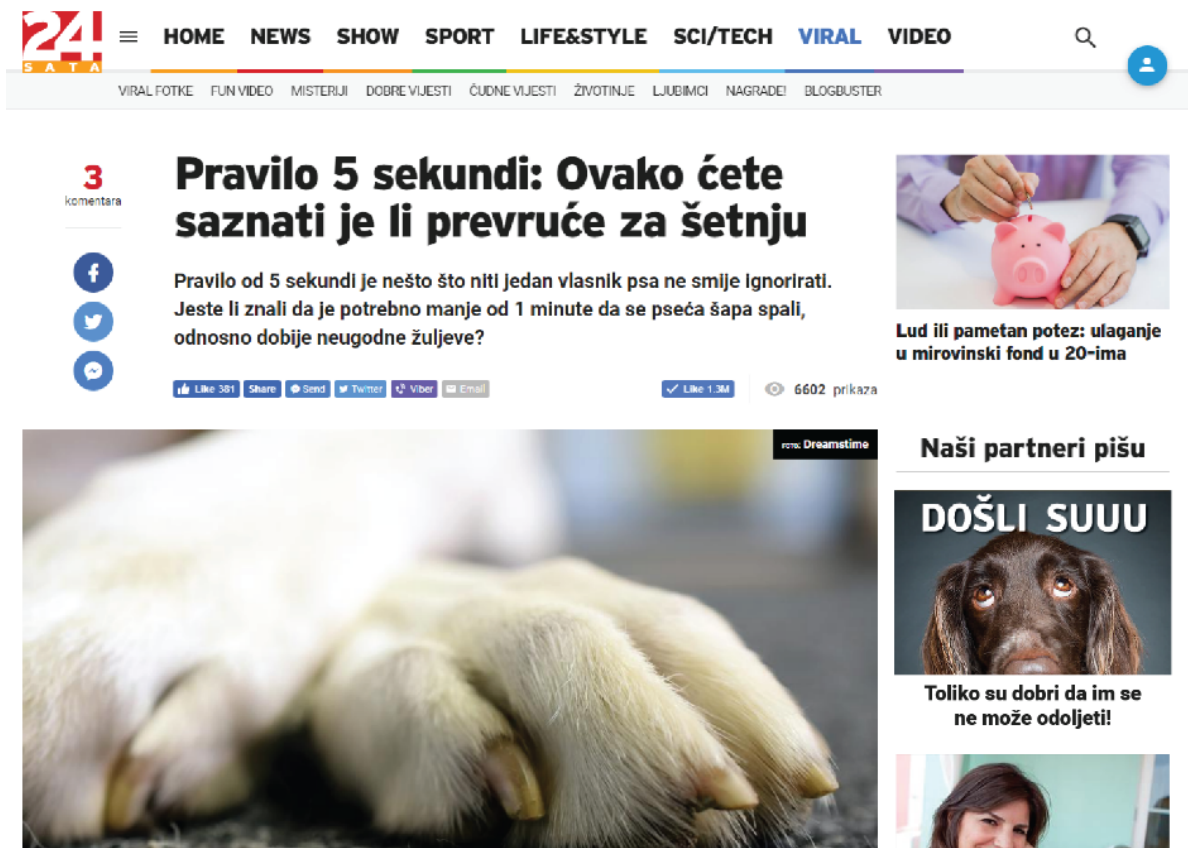 24
SATA
HOME NEWS SHOW SPORT LIFE&STYLE SCI/TECH VIRAL VIDEO
VIRAL FOTKE FUN VIDEO MISTERIJI DOBRE VIJESTI ČUDNE VIJESTI ŽIVOTINJE LJUBIMCI NAGRADE! BLOGBUSTER
3
komentara
Pravilo 5 sekundi: Ovako ćete
saznati je li prevruće za šetnju
Pravilo od 5 sekundi je nešto što niti jedan vlasnik psa ne smije ignorirati.
Jeste li znali da je potrebno manje od 1 minute da se pseća šapa spali,
odnosno dobije neugodne žuljeve?
Like 381 Share Send Twitter Viber Email Like 1.3M 6602 prikaza
FOTO: Dreamstime
Lud ili pametan potez: ulaganje
u mirovinski fond u 20-ima
Naši partneri pišu
DOŠLI SUUU
Toliko su dobri da im se
ne može odoljeti!